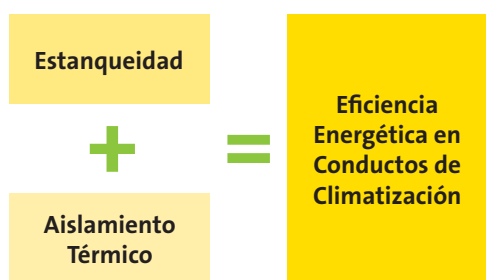 Estanqueidad
+
Aislamiento
Térmico
=
Eficiencia
Energética en
Conductos de
Climatización